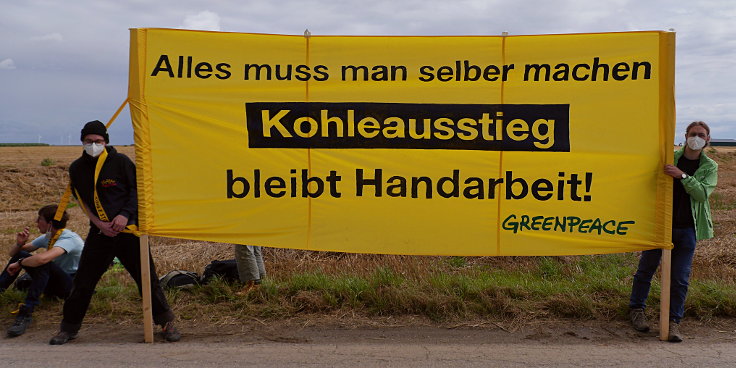 Alles muss man selber machen
Kohleausstieg
bleibt Handarbeit!
GREENPEACE